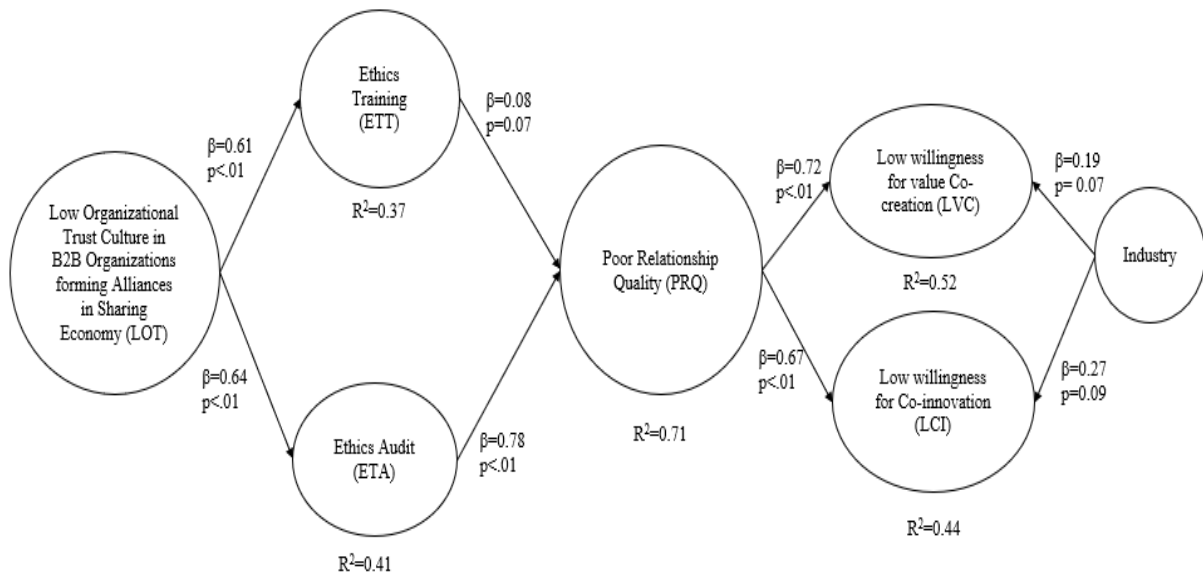 Low Organizational
Trust Culture in
B2B Organizations
forming Alliances
in Sharing
Economy (LOT)
β=0.61
p<.01
β=0.64
p<.01
Ethics
Training
(ETT)
R²=0.37
Ethics Audit
(ETA)
R²=0.41
β=0.08
p=0.07
β=0.78
p<.01
Poor Relationship
Quality (PRQ)
R²=0.71
β=0.72
p<.01
β=0.67
p<.01
Low willingness
for value Co-
creation (LVC)
R²=0.52
Low willingness
for Co-innovation
(LCI)
R²=0.44
β=0.19
p= 0.07
β=0.27
p=0.09
Industry